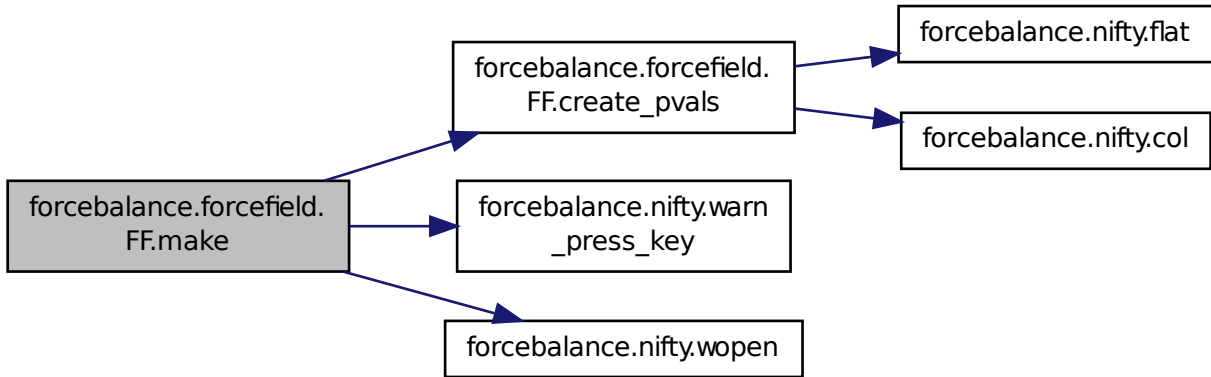 forcebalance.forcefield.
FF.make
forcebalance.forcefield.
FF.create_pvals
forcebalance.nifty.warn
_press_key
forcebalance.nifty.wopen
forcebalance.nifty.flat
forcebalance.nifty.col